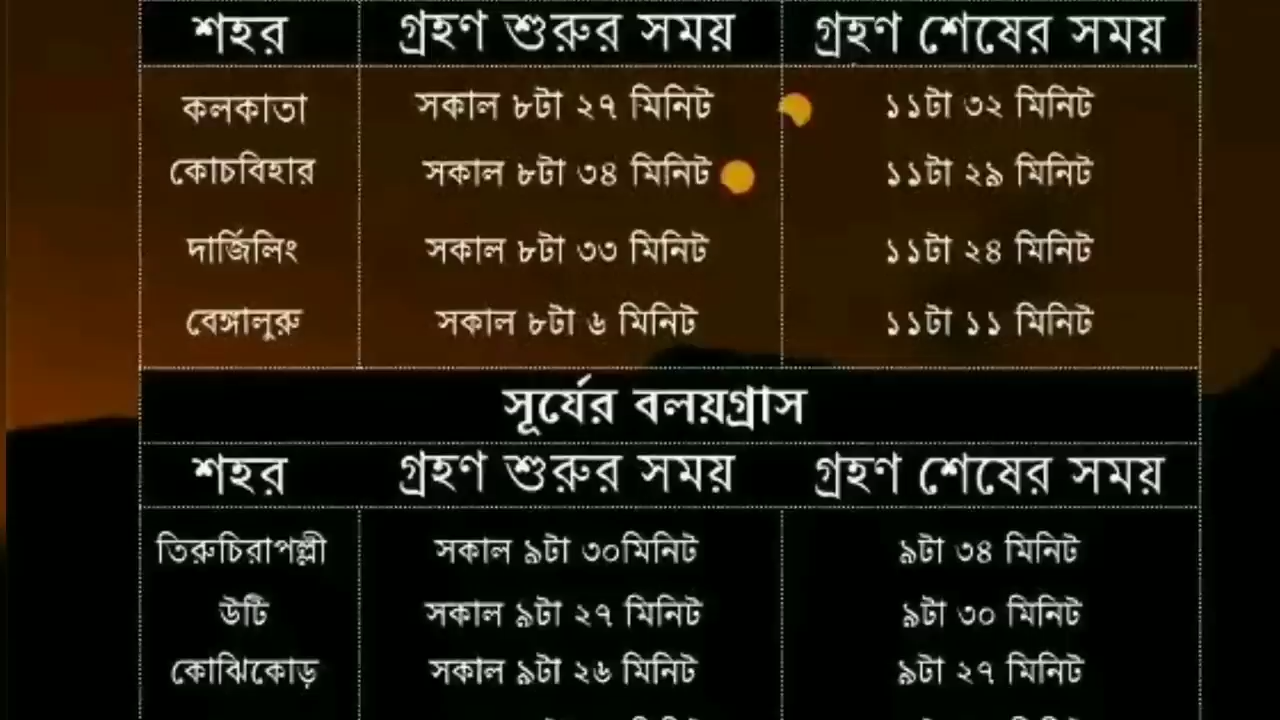 শহর গ্রহণ শুরুর সময় গ্রহণ শেষের সময়
কলকাতা সকাল ৮টা ২৭ মিনিট ১১টা ৩২ মিনিট
কোচবিহার সকাল ৮টা ৩৪ মিনিট ১১টা ২৯ মিনিট
দার্জিলিং সকাল ৮টা ৩৩ মিনিট ১১টা ২৪ মিনিট
বেঙ্গালুরু সকাল ৮টা ৬ মিনিট ১১টা ১১ মিনিট
সূর্যের বলয়গ্রাস
শহর গ্রহণ শুরুর সময় গ্রহণ শেষের সময়
তিরুচিরাপল্লী সকাল ৯টা ৩০মিনিট ৯টা ৩৪ মিনিট
উটি সকাল ৯টা ২৭ মিনিট ৯টা ৩০ মিনিট
কোঝিকোড় সকাল ৯টা ২৬ মিনিট ৯টা ২৭ মিনিট